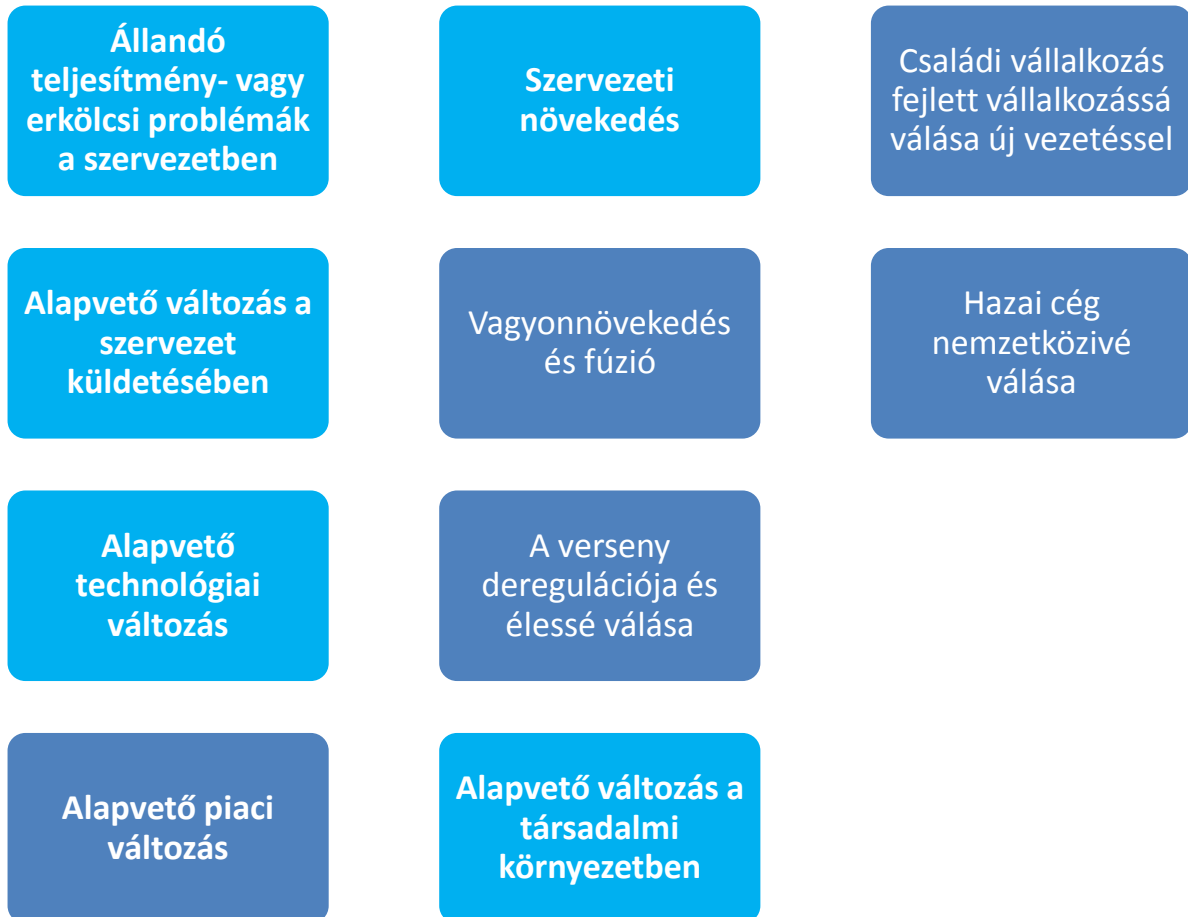 Állandó
teljesítmény- vagy
erkölcsi problémák
a szervezetben
Szervezeti
növekedés
Családi vállalkozás
fejlett vállalkozássá
válása új vezetéssel
Alapvető változás a
szervezet
küldetésében
Vagyonnövekedés
és fúzió
Hazai cég
nemzetközivé
válása
Alapvető
technológiai
változás
A verseny
deregulációja és
élessé válása
Alapvető piaci
változás
Alapvető változás a
társadalmi
környezetben